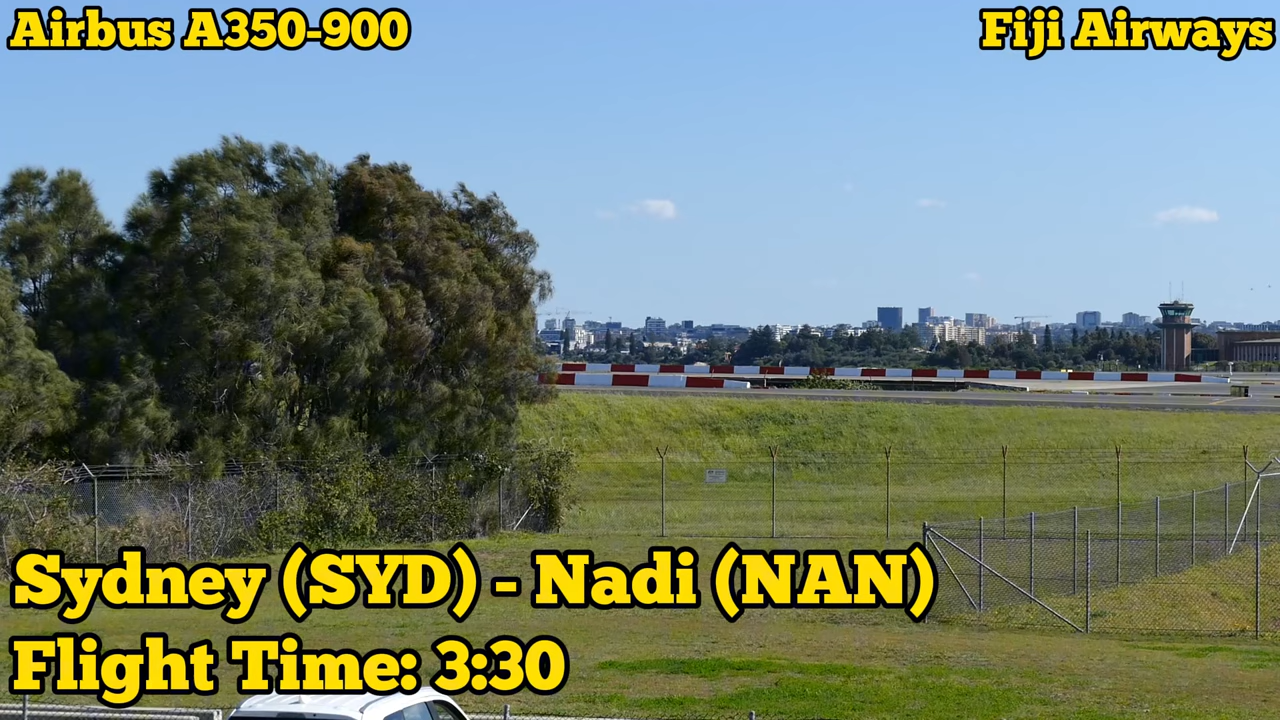 Airbus A350-900
Fiji Airways
Sydney (SYD) - Nadi (NAN)
Flight Time: 3:30